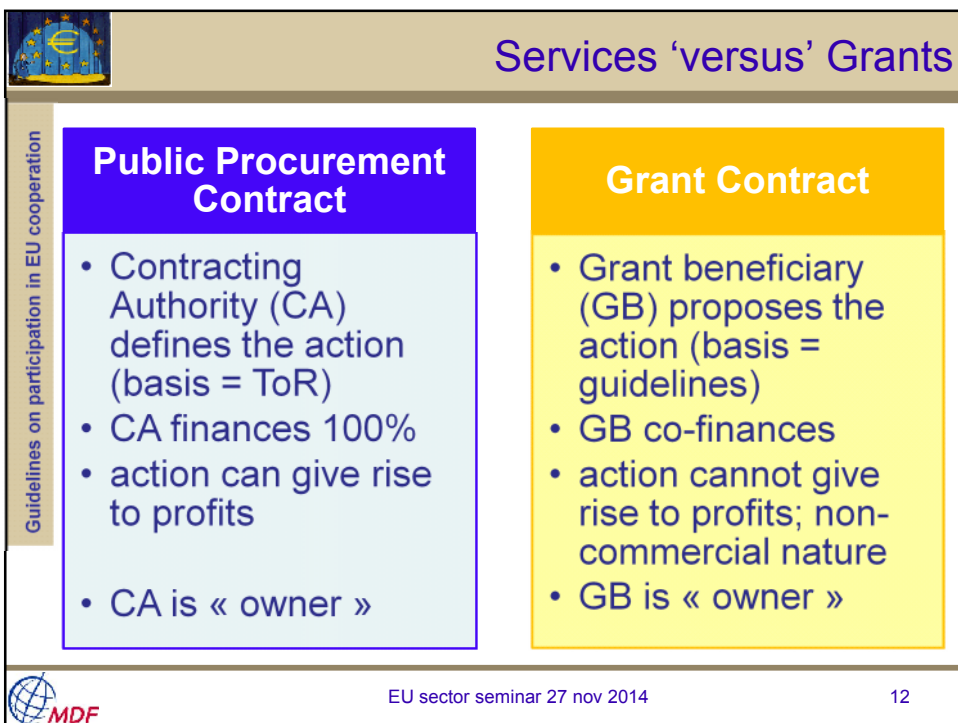 Services ‘versus’ Grants
Guidelines on participation in EU cooperation
Public Procurement
Contract
• Contracting
Authority (CA)
defines the action
(basis = ToR)
• CA finances 100%
• action can give rise
to profits
• CA is « owner »
Grant Contract
• Grant beneficiary
(GB) proposes the
action (basis =
guidelines)
• GB co-finances
• action cannot give
rise to profits; non-
commercial nature
• GB is « owner »
MDF
EU sector seminar 27 nov 2014
12